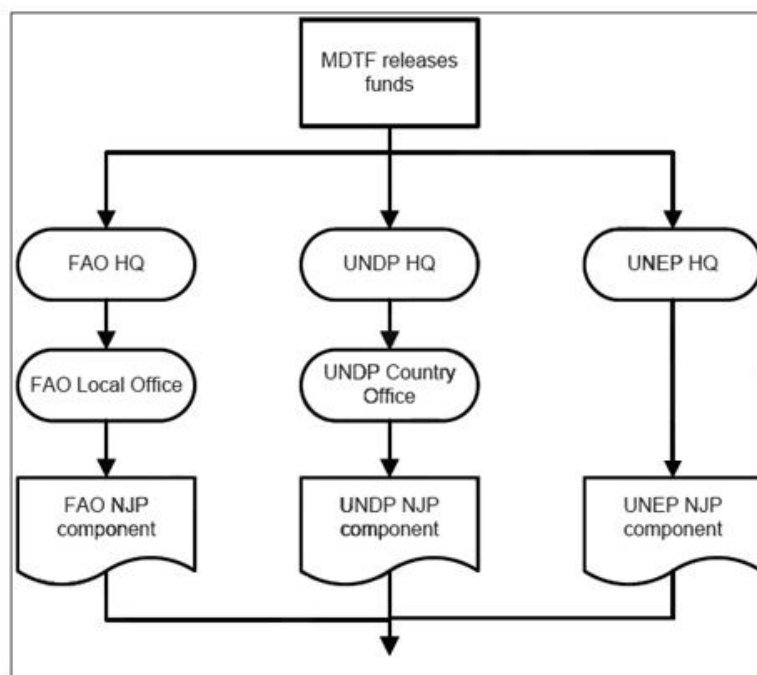 MDTF releases
funds
FAO HQ
UNDP HQ
UNEP HQ
FAO Local Office
UNDP Country
Office
FAO NJP
component
UNDP NJP
component
UNEP NJP
component